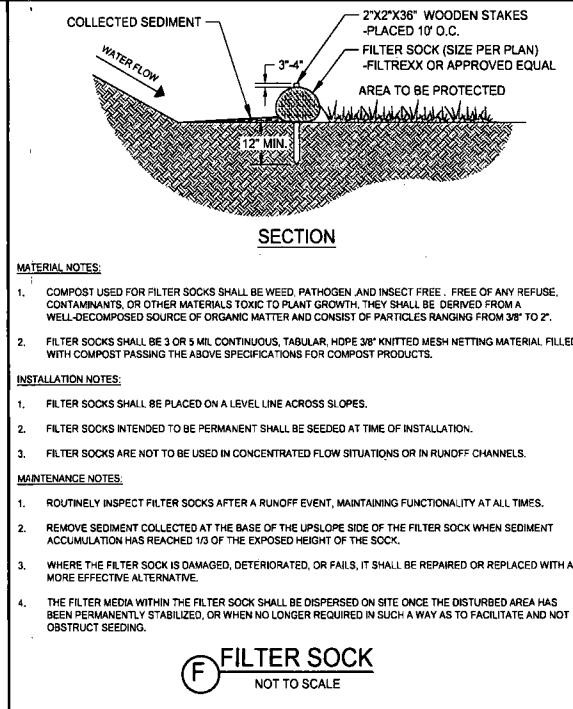 COLLECTED SEDIMENT
2"X2"X36" WOODEN STAKES
-PLACED 10' O.C.
WATER FLOW
3"-4"
FILTER SOCK (SIZE PER PLAN)
-FILTREXX OR APPROVED EQUAL
AREA TO BE PROTECTED
12" MIN.
SECTION
MATERIAL NOTES:
1. COMPOST USED FOR FILTER SOCKS SHALL BE WEED, PATHOGEN ,AND INSECT FREE . FREE OF ANY REFUSE,
CONTAMINANTS, OR OTHER MATERIALS TOXIC TO PLANT GROWTH. THEY SHALL BE DERIVED FROM A
WELL-DECOMPOSED SOURCE OF ORGANIC MATTER AND CONSIST OF PARTICLES RANGING FROM 3/8" TO 2".
2. FILTER SOCKS SHALL BE 3 OR 5 MIL CONTINUOUS, TABULAR, HDPE 3/8" KNITTED MESH NETTING MATERIAL FILLED
WITH COMPOST PASSING THE ABOVE SPECIFICATIONS FOR COMPOST PRODUCTS.
INSTALLATION NOTES:
1. FILTER SOCKS SHALL BE PLACED ON A LEVEL LINE ACROSS SLOPES.
2. FILTER SOCKS INTENDED TO BE PERMANENT SHALL BE SEEDED AT TIME OF INSTALLATION.
3. FILTER SOCKS ARE NOT TO BE USED IN CONCENTRATED FLOW SITUATIONS OR IN RUNOFF CHANNELS.
MAINTENANCE NOTES:
1. ROUTINELY INSPECT FILTER SOCKS AFTER A RUNOFF EVENT, MAINTAINING FUNCTIONALITY AT ALL TIMES.
2. REMOVE SEDIMENT COLLECTED AT THE BASE OF THE UPSLOPE SIDE OF THE FILTER SOCK WHEN SEDIMENT
ACCUMULATION HAS REACHED 1/3 OF THE EXPOSED HEIGHT OF THE SOCK.
3. WHERE THE FILTER SOCK IS DAMAGED, DETERIORATED, OR FAILS, IT SHALL BE REPAIRED OR REPLACED WITH A
MORE EFFECTIVE ALTERNATIVE.
4. THE FILTER MEDIA WITHIN THE FILTER SOCK SHALL BE DISPERSED ON SITE ONCE THE DISTURBED AREA HAS
BEEN PERMANENTLY STABILIZED, OR WHEN NO LONGER REQUIRED IN SUCH A WAY AS TO FACILITATE AND NOT
OBSTRUCT SEEDING.
F FILTER SOCK
NOT TO SCALE